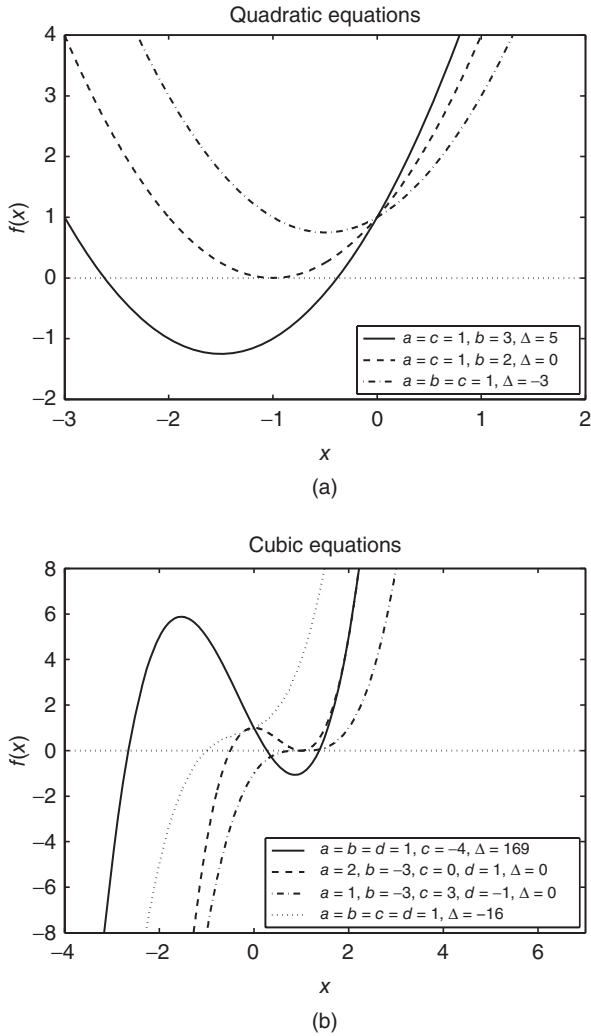 Quadratic equations
4
3
2
1
0
−1
−2
f(x)
a = c = 1, b = 3, Δ = 5
a = c = 1, b = 2, Δ = 0
a = b = c = 1, Δ = −3
−3 −2 −1 0 1 2
x
(a)
Cubic equations
8
6
4
2
0
−2
−4
−6
−8
f(x)
a = b = d = 1, c = −4, Δ = 169
a = 2, b = −3, c = 0, d = 1, Δ = 0
a = 1, b = −3, c = 3, d = −1, Δ = 0
a = b = c = d = 1, Δ = −16
−4 −2 0 2 4 6
x
(b)